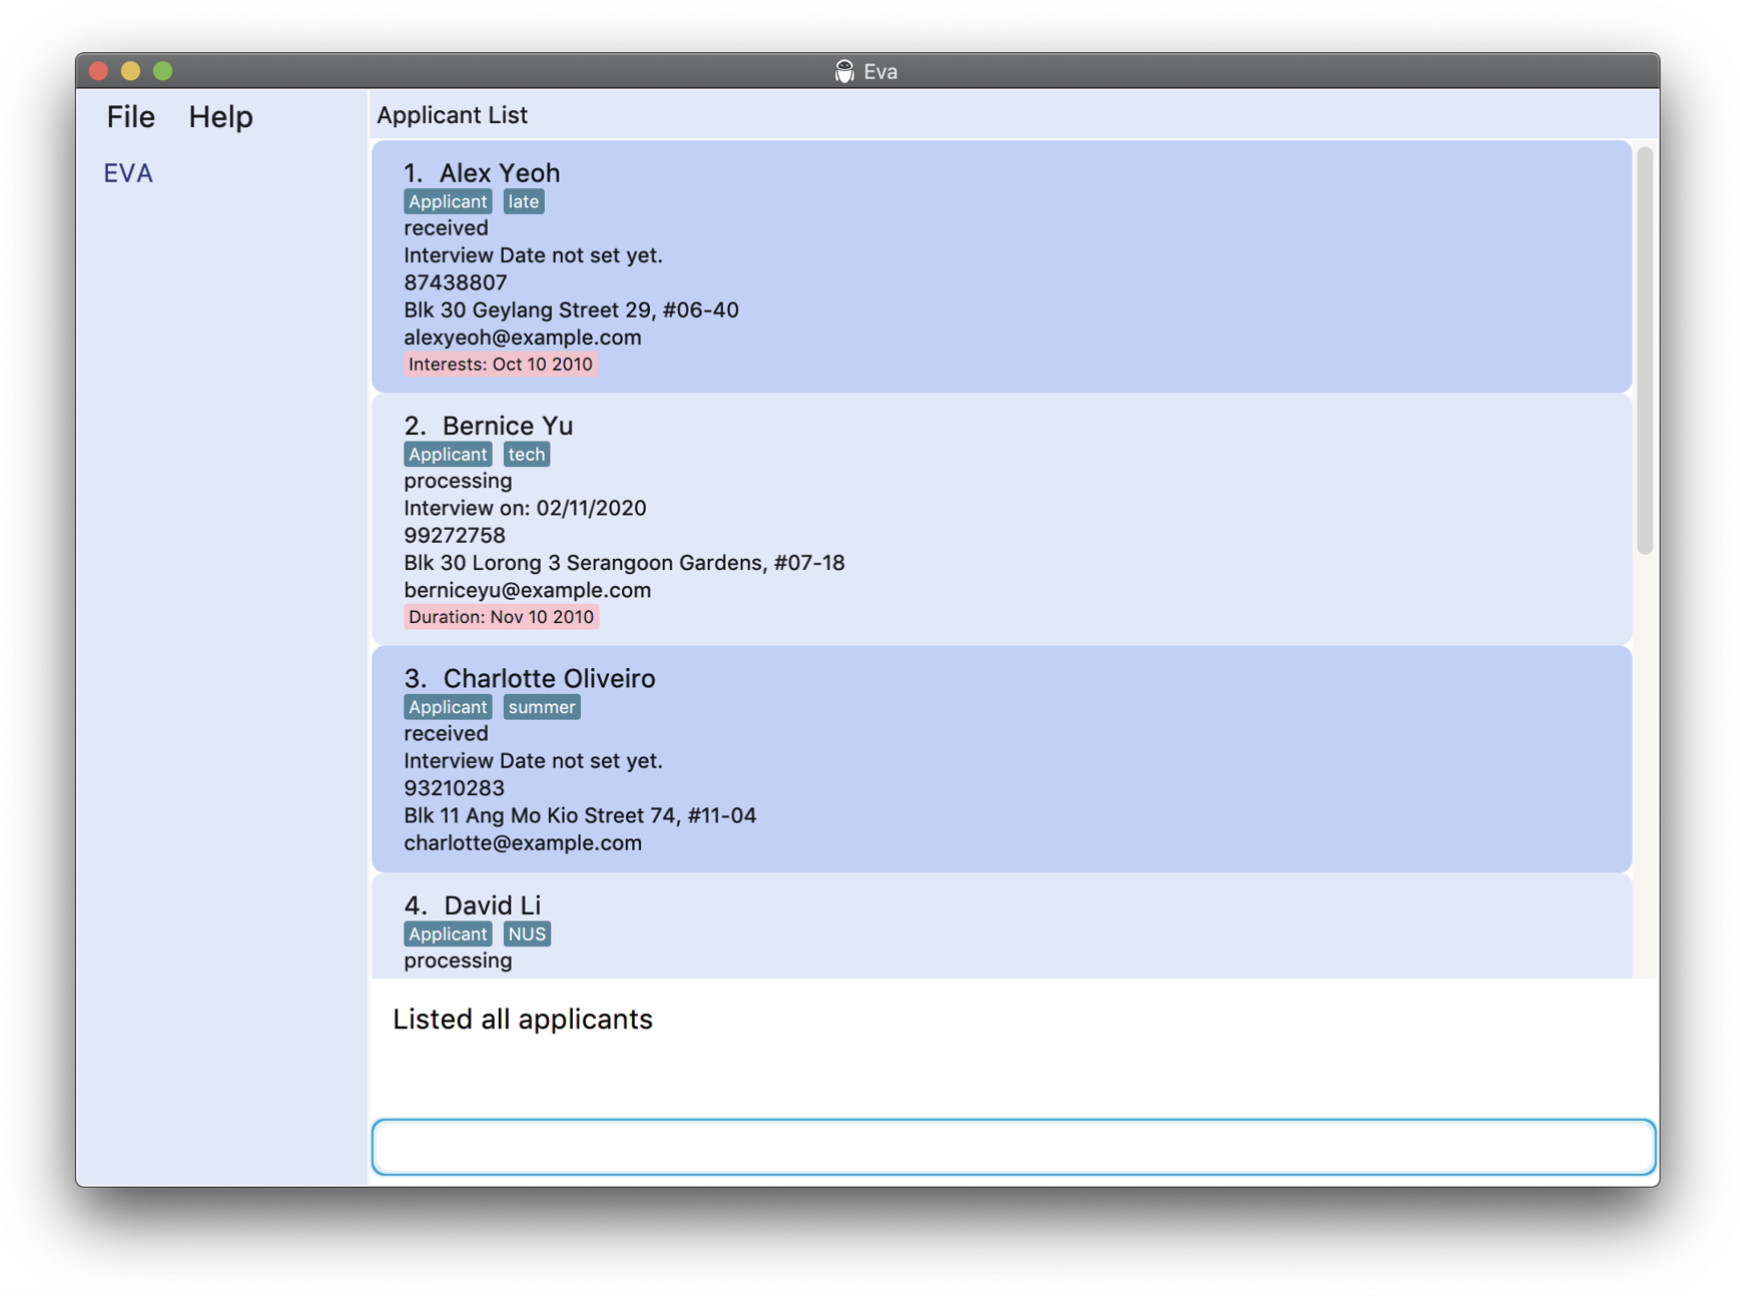 Eva
File Help
EVA
Applicant List
1. Alex Yeoh
Applicant late
received
Interview Date not set yet.
87438807
Blk 30 Geylang Street 29, #06-40
alexyeoh@example.com
Interests: Oct 10 2010
2. Bernice Yu
Applicant tech
processing
Interview on: 02/11/2020
99272758
Blk 30 Lorong 3 Serangoon Gardens, #07-18
berniceyu@example.com
Duration: Nov 10 2010
3. Charlotte Oliveiro
Applicant summer
received
Interview Date not set yet.
93210283
Blk 11 Ang Mo Kio Street 74, #11-04
charlotte@example.com
4. David Li
Applicant NUS
processing
Listed all applicants